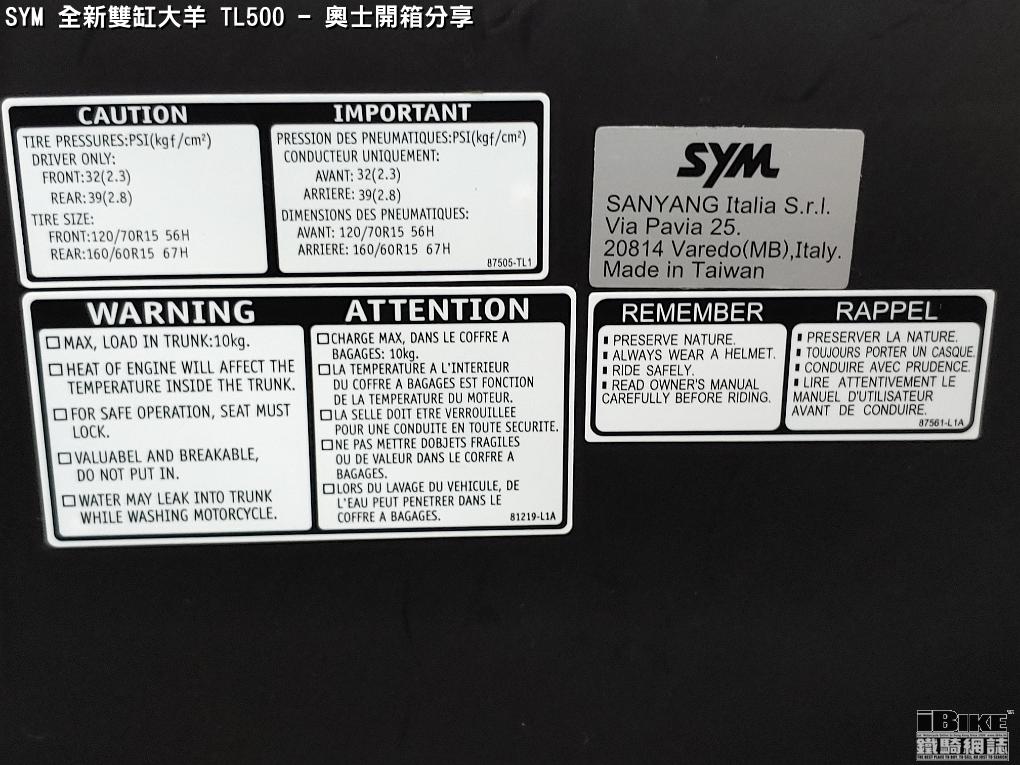 SYM 全新雙缸大羊 TL500 - 奧士開箱分享
CAUTION
TIRE PRESSURES:PSI(kgf/cm²)
DRIVER ONLY:
FRONT:32(2.3)
REAR:39(2.8)
TIRE SIZE:
FRONT:120/70R15 56H
REAR:160/60R15 67H
IMPORTANT
PRESSION DES PNEUMATIQUES:PSI(kgf/cm²)
CONDUCTEUR UNIQUEMENT:
AVANT: 32(2.3)
ARRIERE: 39(2.8)
DIMENSIONS DES PNEUMATIQUES:
AVANT: 120/70R15 56H
ARRIERE: 160/60R15 67H
87505-TL1
SYM
SANYANG Italia S.r.l.
Via Pavia 25.
20814 Varedo(MB),Italy.
Made in Taiwan
WARNING
□MAX, LOAD IN TRUNK:10kg.
□HEAT OF ENGINE WILL AFFECT THE
TEMPERATURE INSIDE THE TRUNK.
□FOR SAFE OPERATION, SEAT MUST
LOCK.
□VALUABEL AND BREAKABLE,
DO NOT PUT IN.
□WATER MAY LEAK INTO TRUNK
WHILE WASHING MOTORCYCLE.
ATTENTION
□CHARGE MAX, DANS LE COFFRE A
BAGAGES: 10kg.
□LA TEMPERATURE A L'INTERIEUR
DU COFFRE A BAGAGES EST FONCTION
DE LA TEMPERATURE DU MOTEUR.
□LA SELLE DOIT ETRE VERROUILLEE
POUR UNE CONDUITE EN TOUTE SECURITE.
□NE PAS METTRE DOBJETS FRAGILES
OU DE VALEUR DANS LE CORFRE A
BAGAGES.
□LORS DU LAVAGE DU VEHICULE, DE
L'EAU PEUT PENETRER DANS LE
COFFRE A BAGAGES.
81219-L1A
REMEMBER
▪ PRESERVE NATURE.
▪ ALWAYS WEAR A HELMET.
▪ RIDE SAFELY.
▪ READ OWNER'S MANUAL
CAREFULLY BEFORE RIDING.
RAPPEL
▪ PRESERVER LA NATURE.
▪ TOUJOURS PORTER UN CASQUE.
▪ CONDUIRE AVEC PRUDENCE.
▪ LIRE ATTENTIVEMENT LE
MANUEL D'UTILISATEUR
AVANT DE CONDUIRE.
87561-L1A
iBIKE
鐵騎網誌
THE BEST PLACE TO BUY, TO SELL, OR JUST TO SEARCH